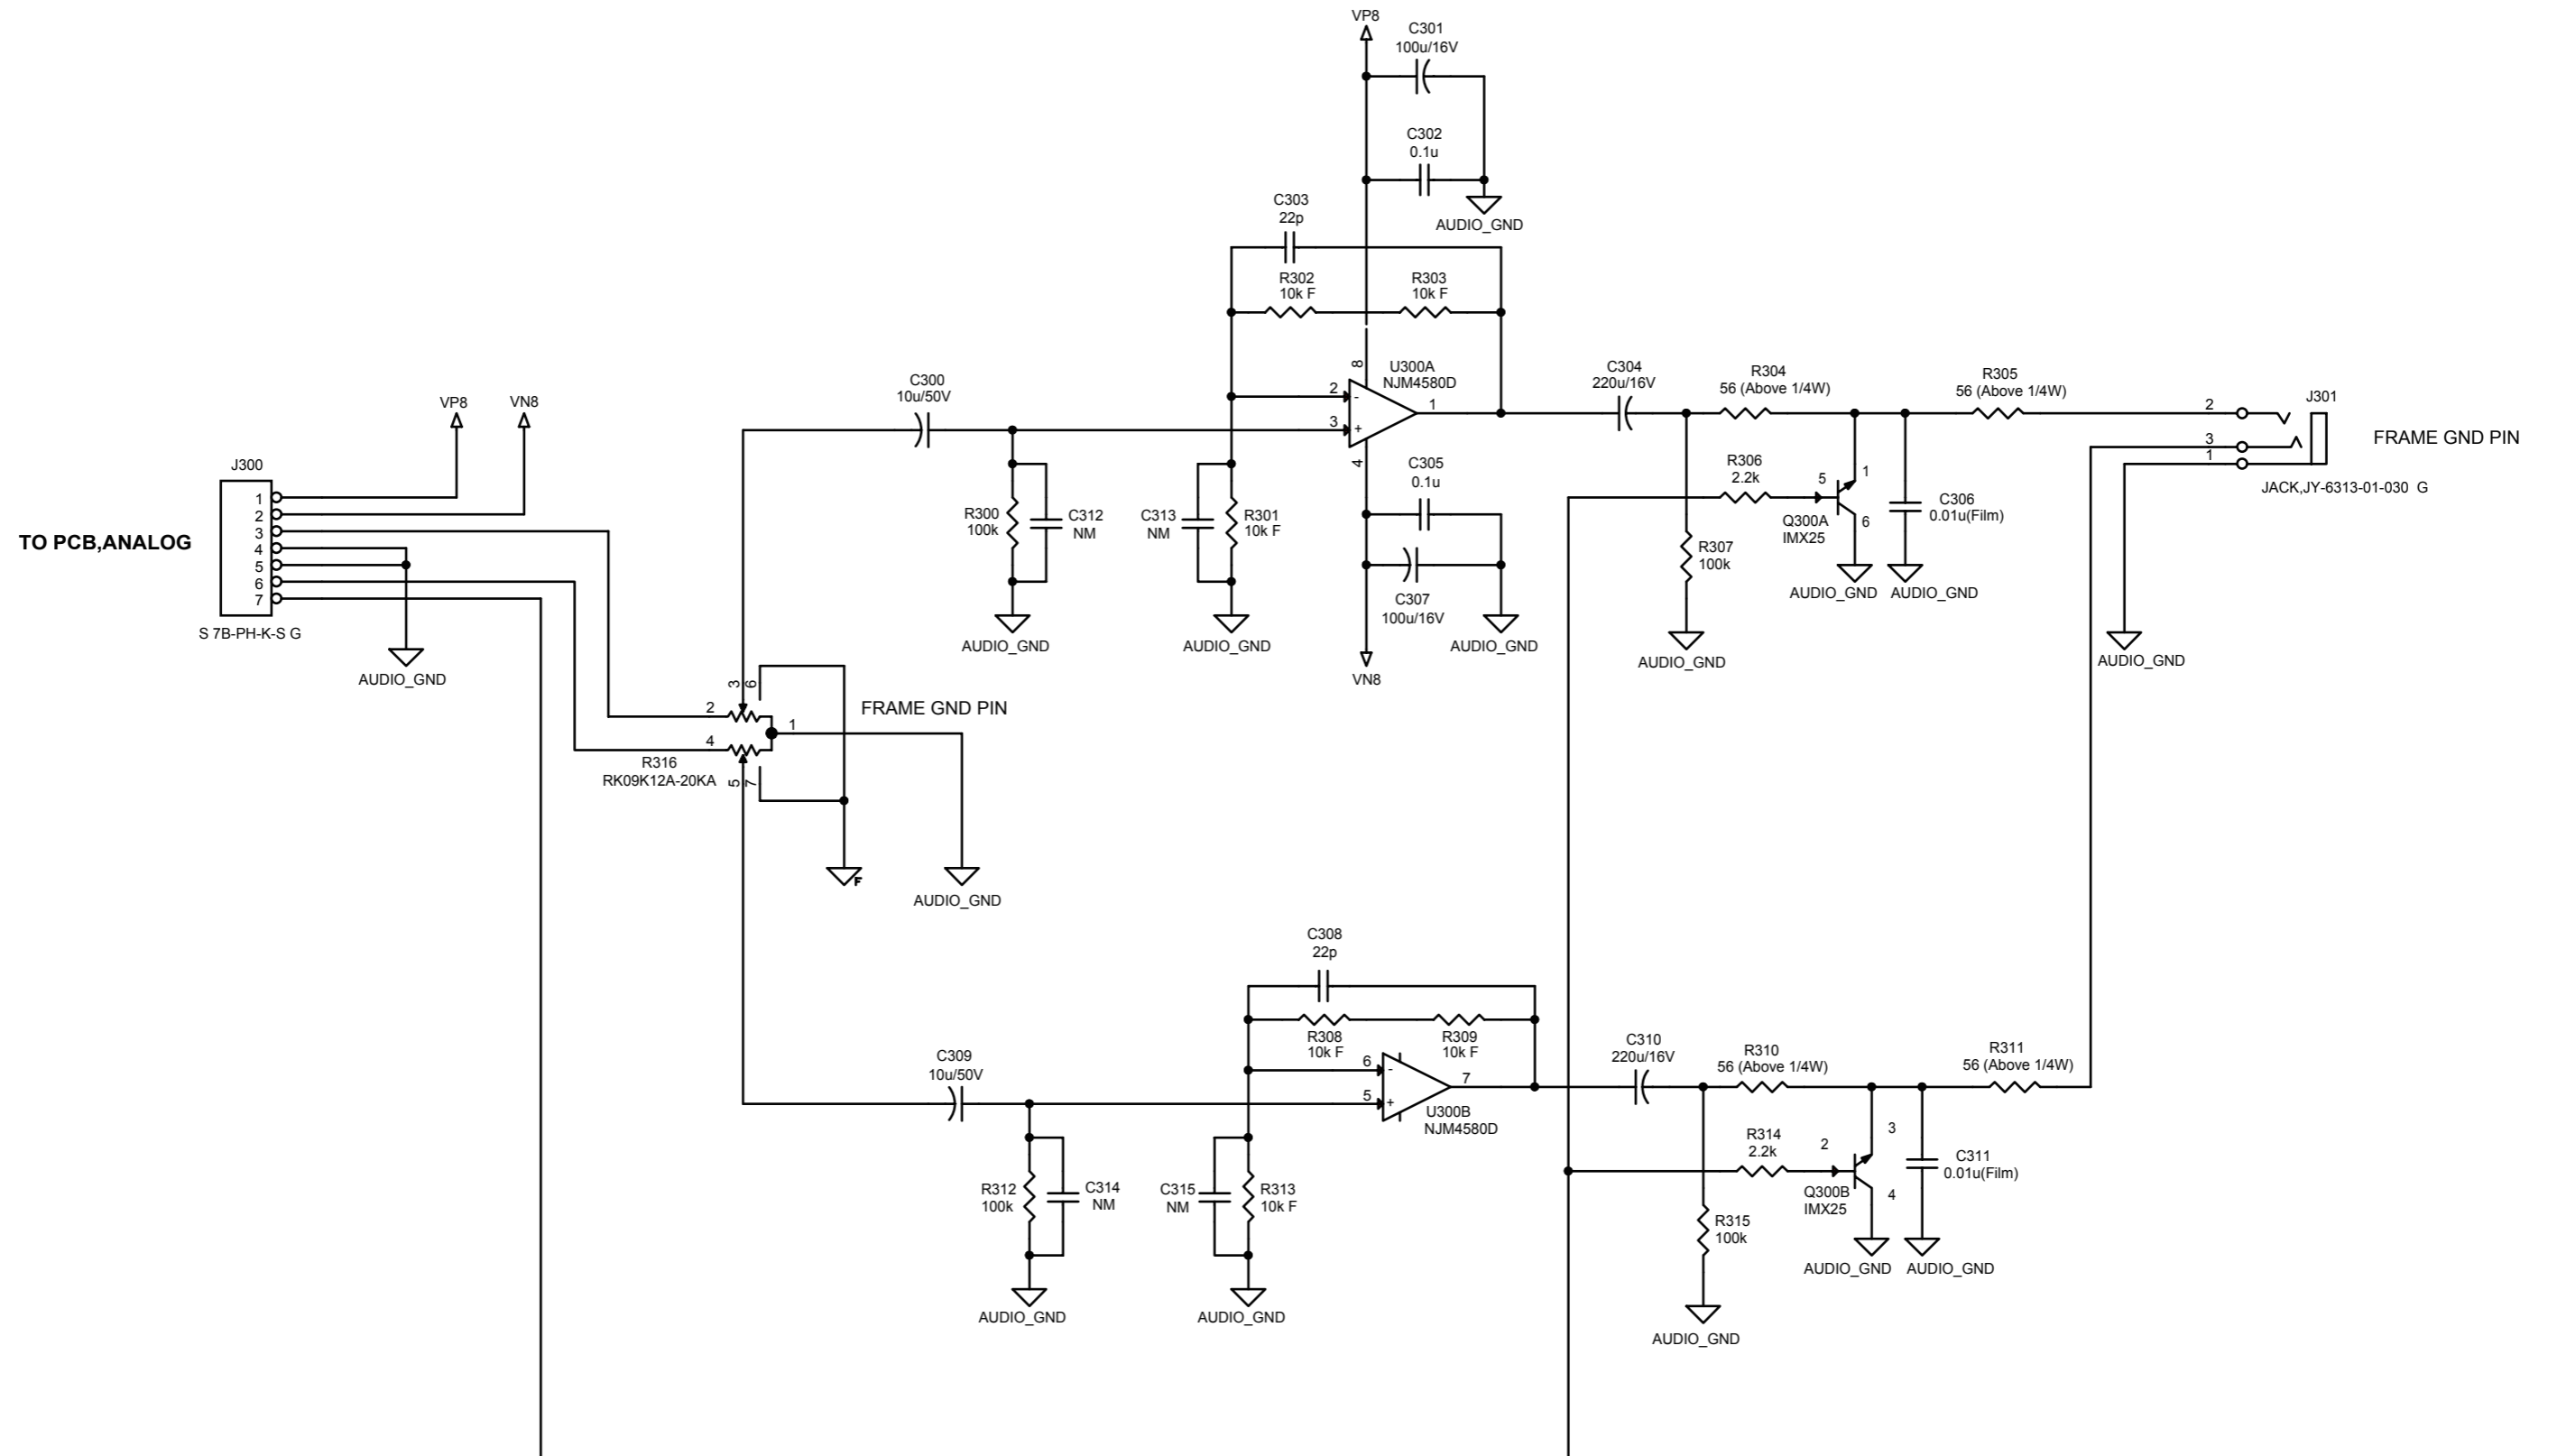 VP8
C301
100u/16V
C302
0.1u
AUDIO_GND
C303
22p
R302
10k F
R303
10k F
8
U300A
NJM4580D
2
-
3
+
1
4
C300
10u/50V
C304
220u/16V
R304
56 (Above 1/4W)
R305
56 (Above 1/4W)
2
3
1
J301
FRAME GND PIN
JACK,JY-6313-01-030 G
VP8
VN8
J300
1
2
3
4
5
6
7
TO PCB,ANALOG
S 7B-PH-K-S G
AUDIO_GND
R300
100k
C312
NM
AUDIO_GND
C313
NM
R301
10k F
AUDIO_GND
C305
0.1u
C307
100u/16V
AUDIO_GND
VN8
R306
2.2k
5
1
6
Q300A
IMX25
C306
0.01u(Film)
R307
100k
AUDIO_GND
AUDIO_GND
AUDIO_GND
AUDIO_GND
3
6
2
4
1
5
7
FRAME GND PIN
R316
RK09K12A-20KA
F
AUDIO_GND
C308
22p
R308
10k F
R309
10k F
C309
10u/50V
6
-
5
+
7
U300B
NJM4580D
C310
220u/16V
R310
56 (Above 1/4W)
R311
56 (Above 1/4W)
R314
2.2k
2
3
4
Q300B
IMX25
C311
0.01u(Film)
R312
100k
C314
NM
C315
NM
R313
10k F
R315
100k
AUDIO_GND
AUDIO_GND
AUDIO_GND
AUDIO_GND
AUDIO_GND